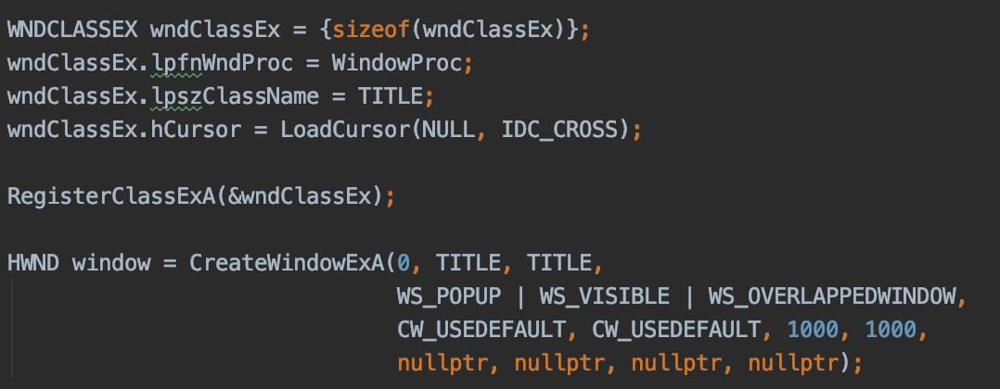 WNDCLASSEX wndClassEx = {sizeof(wndClassEx)};
wndClassEx.lpfnWndProc = WindowProc;
wndClassEx.lpszClassName = TITLE;
wndClassEx.hCursor = LoadCursor(NULL, IDC_CROSS);
RegisterClassExA(&wndClassEx);
HWND window = CreateWindowExA(0, TITLE, TITLE,
WS_POPUP | WS_VISIBLE | WS_OVERLAPPEDWINDOW,
CW_USEDEFAULT, CW_USEDEFAULT, 1000, 1000,
nullptr, nullptr, nullptr, nullptr);